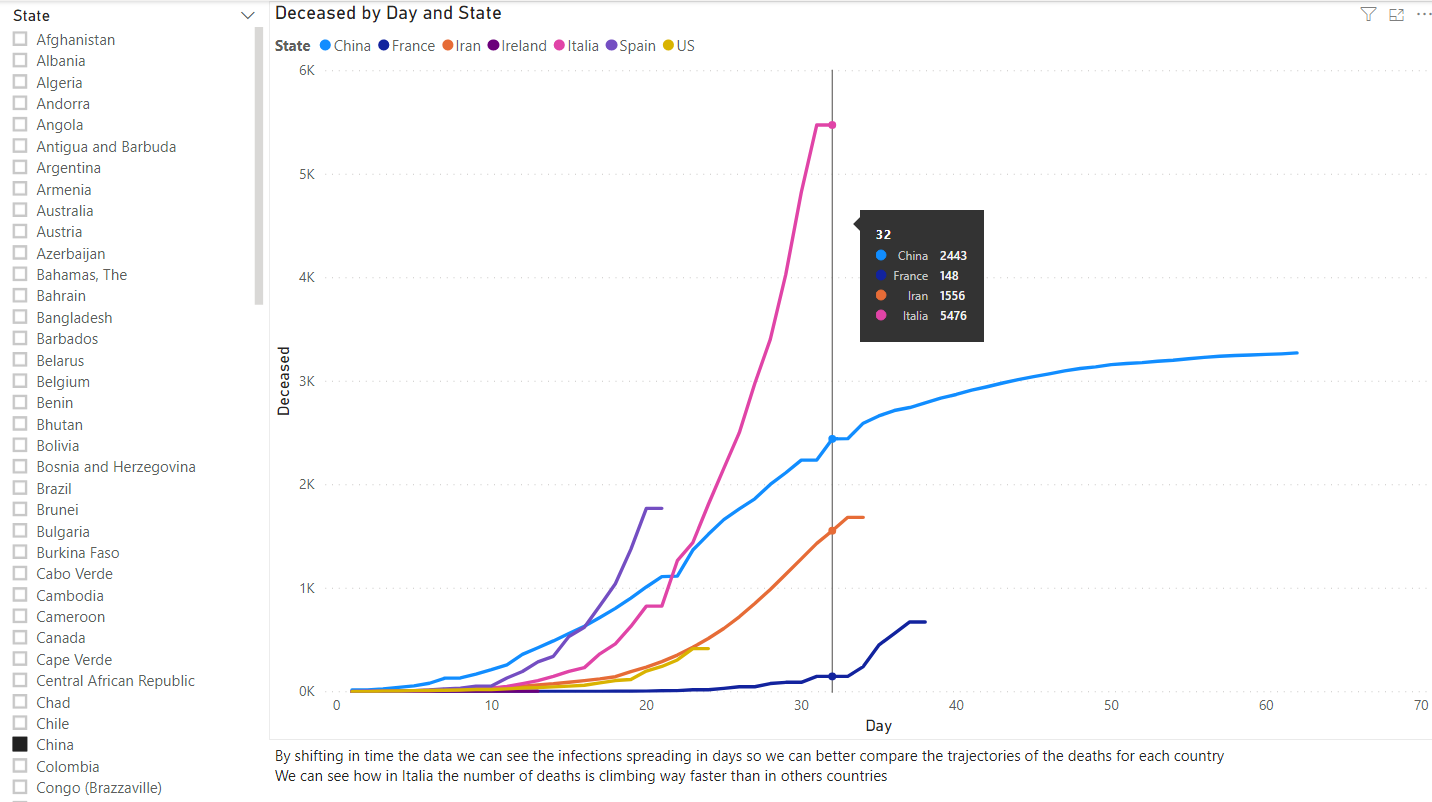 State
Afghanistan
Albania
Algeria
Andorra
Angola
Antigua and Barbuda
Argentina
Armenia
Australia
Austria
Azerbaijan
Bahamas, The
Bahrain
Bangladesh
Barbados
Belarus
Belgium
Benin
Bhutan
Bolivia
Bosnia and Herzegovina
Brazil
Brunei
Bulgaria
Burkina Faso
Cabo Verde
Cambodia
Cameroon
Canada
Cape Verde
Central African Republic
Chad
Chile
China
Colombia
Congo (Brazzaville)
Deceased by Day and State
State China France Iran Ireland Italia Spain US
6K
5K
4K
3K
2K
1K
0K
Deceased
32
China 2443
France 148
Iran 1556
Italia 5476
0 10 20 30 40 50 60 70
Day
By shifting in time the data we can see the infections spreading in days so we can better compare the trajectories of the deaths for each country
We can see how in Italia the number of deaths is climbing way faster than in others countries